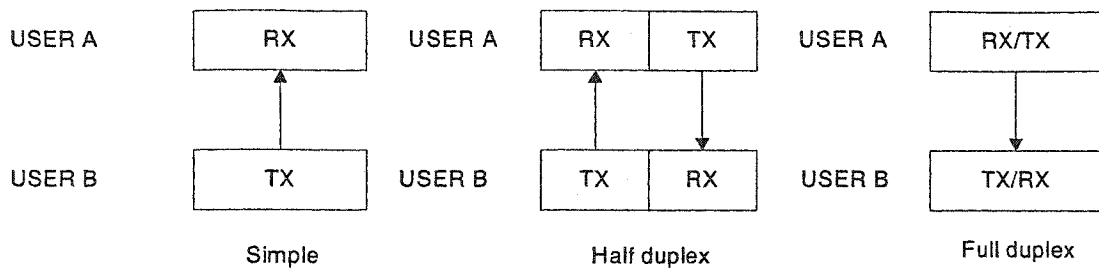 USER A RX USER A RX TX USER A RX/TX
USER B TX USER B TX RX USER B TX/RX
Simple Half duplex Full duplex